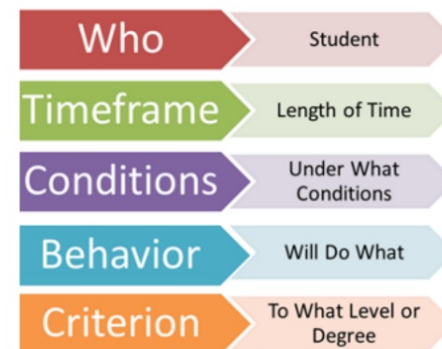 Who
Student
Timeframe
Length of Time
Conditions
Under What
Conditions
Behavior
Will Do What
Criterion
To What Level or
Degree